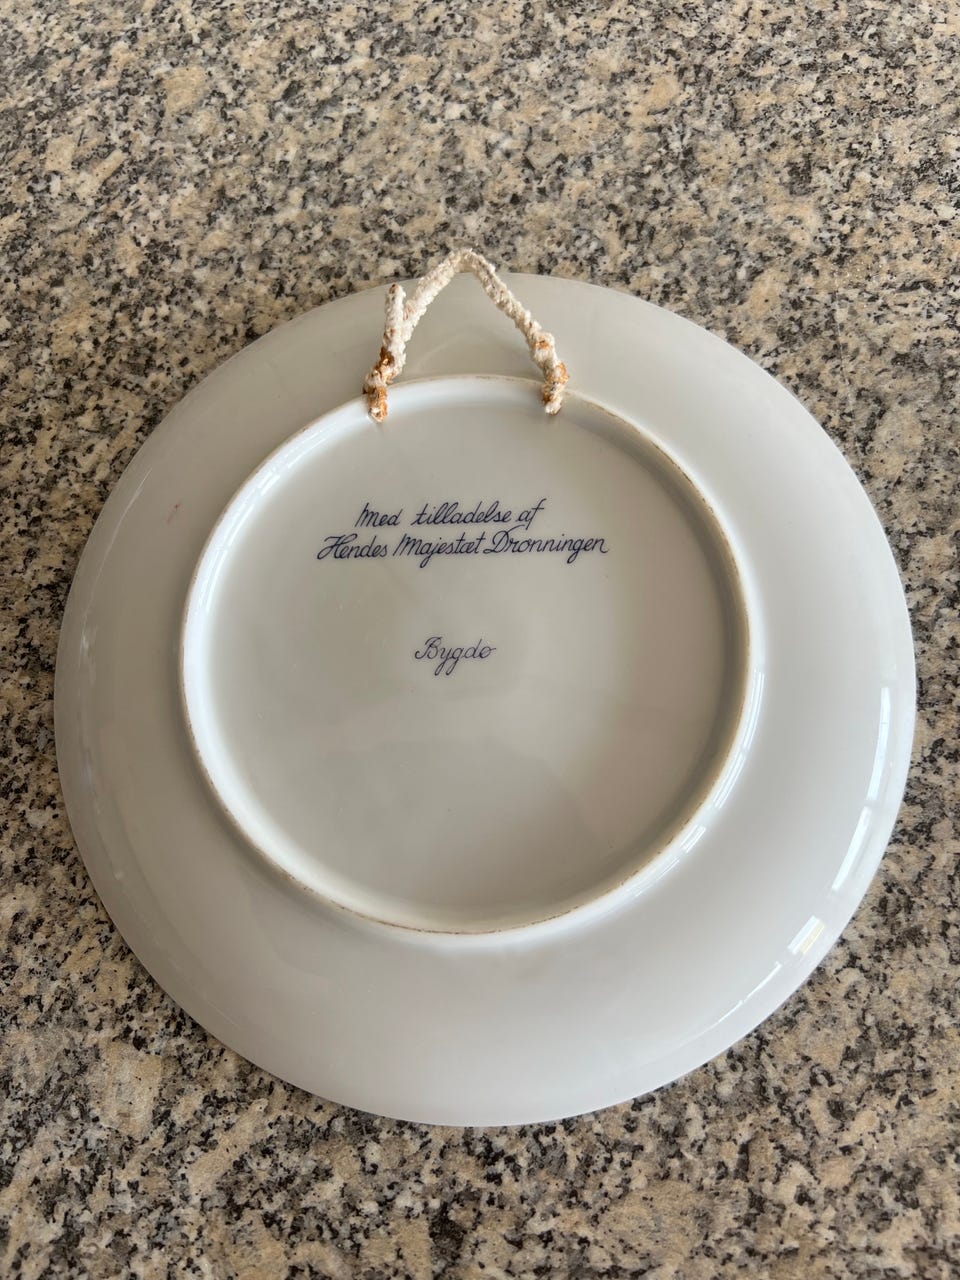 Med tilladelse af
Hendes Majestæt Dronningen
Bygdø